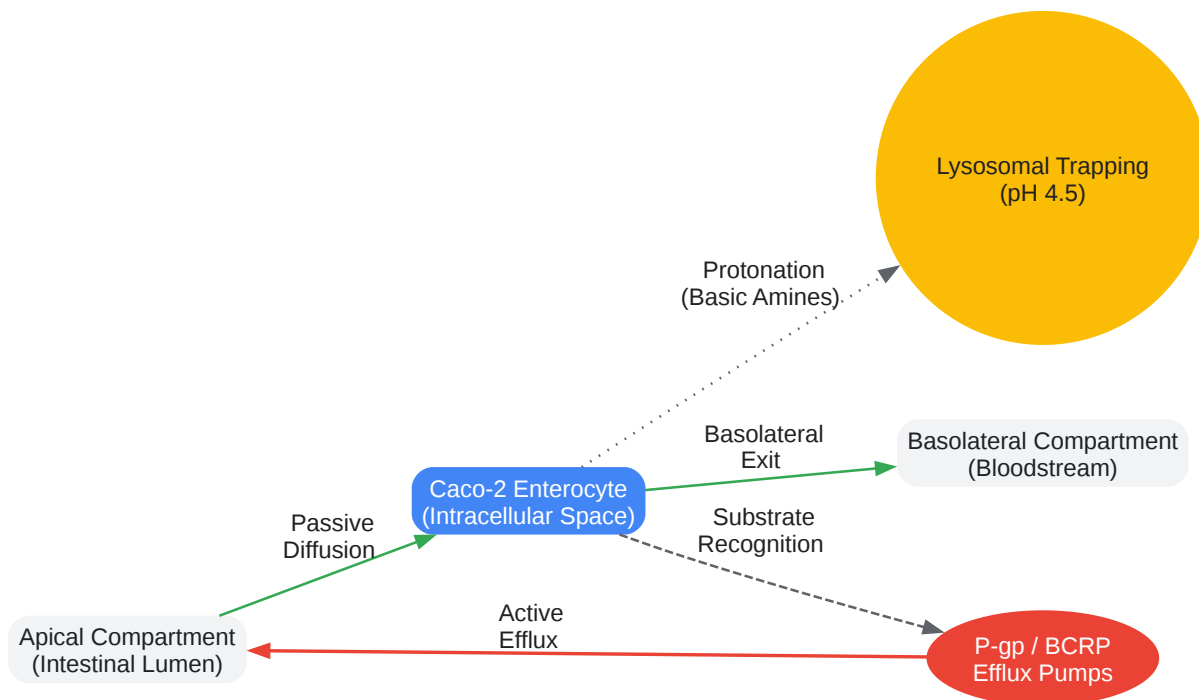 Lysosomal Trapping
(pH 4.5)
Protonation
(Basic Amines)
Basolateral
Exit
Basolateral Compartment
(Bloodstream)
Caco-2 Enterocyte
(Intracellular Space)
Passive
Diffusion
Substrate
Recognition
Active
Efflux
Apical Compartment
(Intestinal Lumen)
P-gp / BCRP
Efflux Pumps